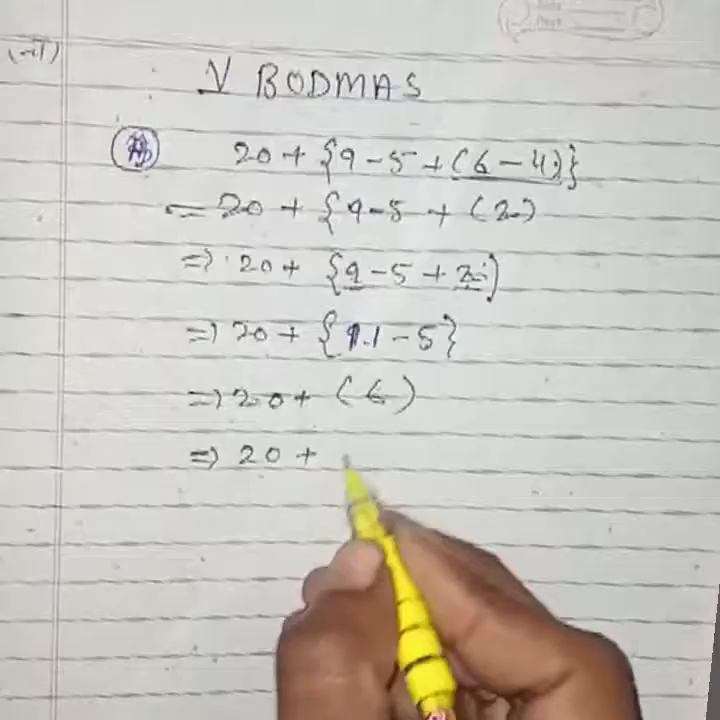 V BODMAS
20 + {9 - 5 + (6 - 4)}
= 20 + {9 - 5 + (2)
=> 20 + {9 - 5 + 2}
=> 20 + {11 - 5}
=> 20 + (6)
=> 20 +